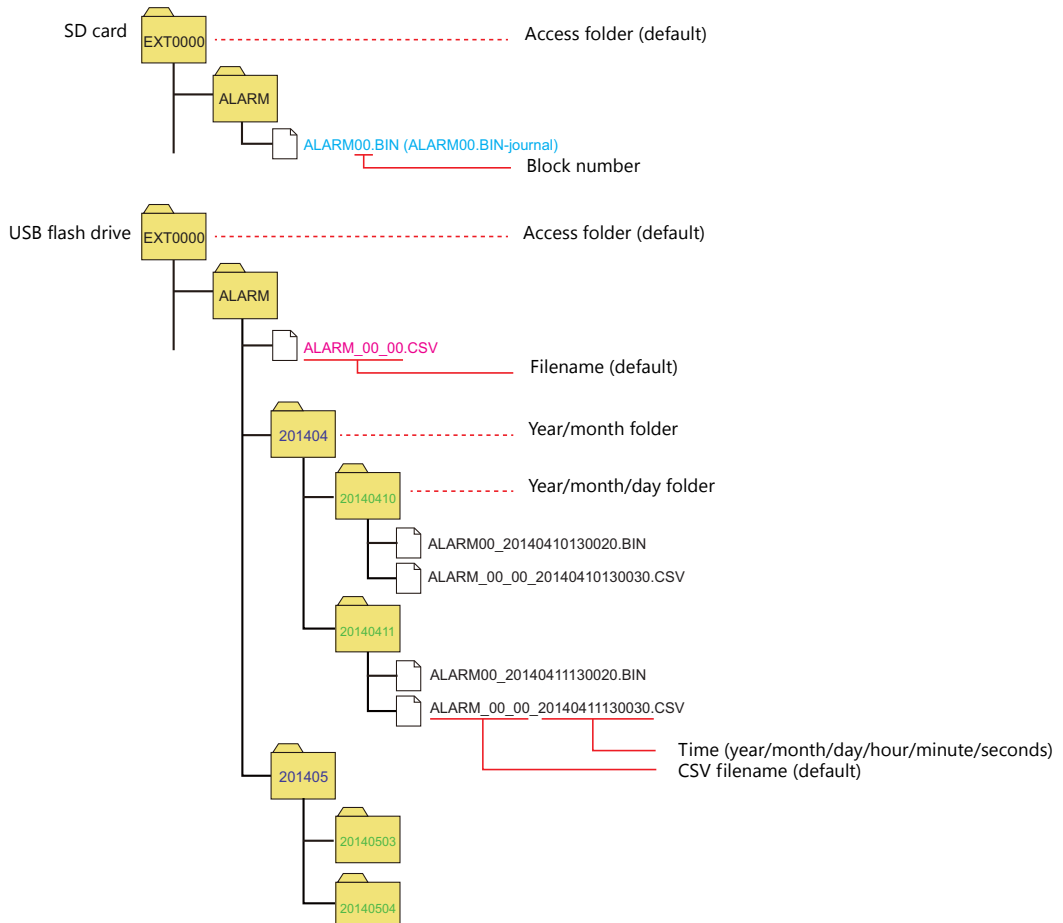 SD card
EXT0000
Access folder (default)
ALARM
ALARM00.BIN (ALARM00.BIN-journal)
Block number
USB flash drive
EXT0000
Access folder (default)
ALARM
ALARM_00_00.CSV
Filename (default)
201404
Year/month folder
20140410
Year/month/day folder
ALARM00_20140410130020.BIN
ALARM_00_00_20140410130030.CSV
20140411
ALARM00_20140411130020.BIN
ALARM_00_00_20140411130030.CSV
Time (year/month/day/hour/minute/seconds)
CSV filename (default)
201405
20140503
20140504